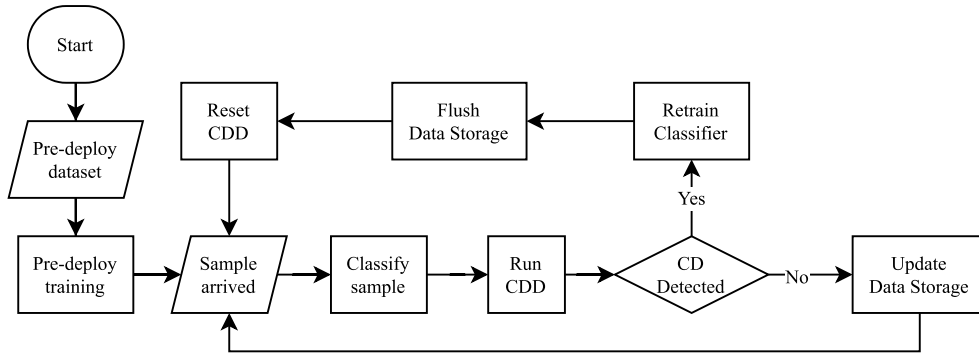 Start
Pre-deploy
dataset
Pre-deploy
training
Reset
CDD
Flush
Data Storage
Retrain
Classifier
Yes
Sample
arrived
Classify
sample
Run
CDD
CD
Detected
No
Update
Data Storage